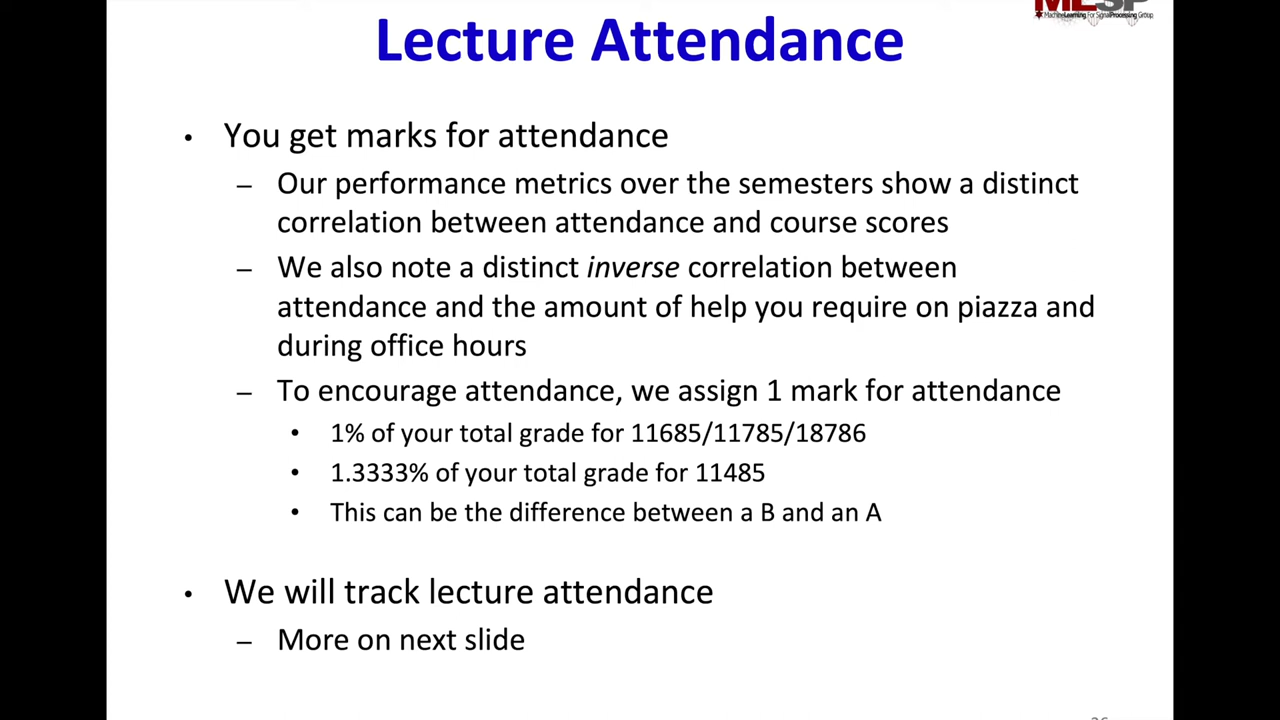 Lecture Attendance
MachineLearning For SignalProcessing Group
• You get marks for attendance
– Our performance metrics over the semesters show a distinct
correlation between attendance and course scores
– We also note a distinct inverse correlation between
attendance and the amount of help you require on piazza and
during office hours
– To encourage attendance, we assign 1 mark for attendance
• 1% of your total grade for 11685/11785/18786
• 1.3333% of your total grade for 11485
• This can be the difference between a B and an A
• We will track lecture attendance
– More on next slide